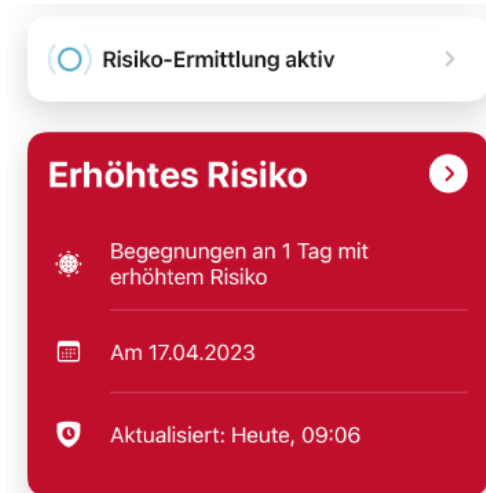 Risiko-Ermittlung aktiv
Erhöhtes Risiko
Begegnungen an 1 Tag mit
erhöhtem Risiko
Am 17.04.2023
Aktualisiert: Heute, 09:06